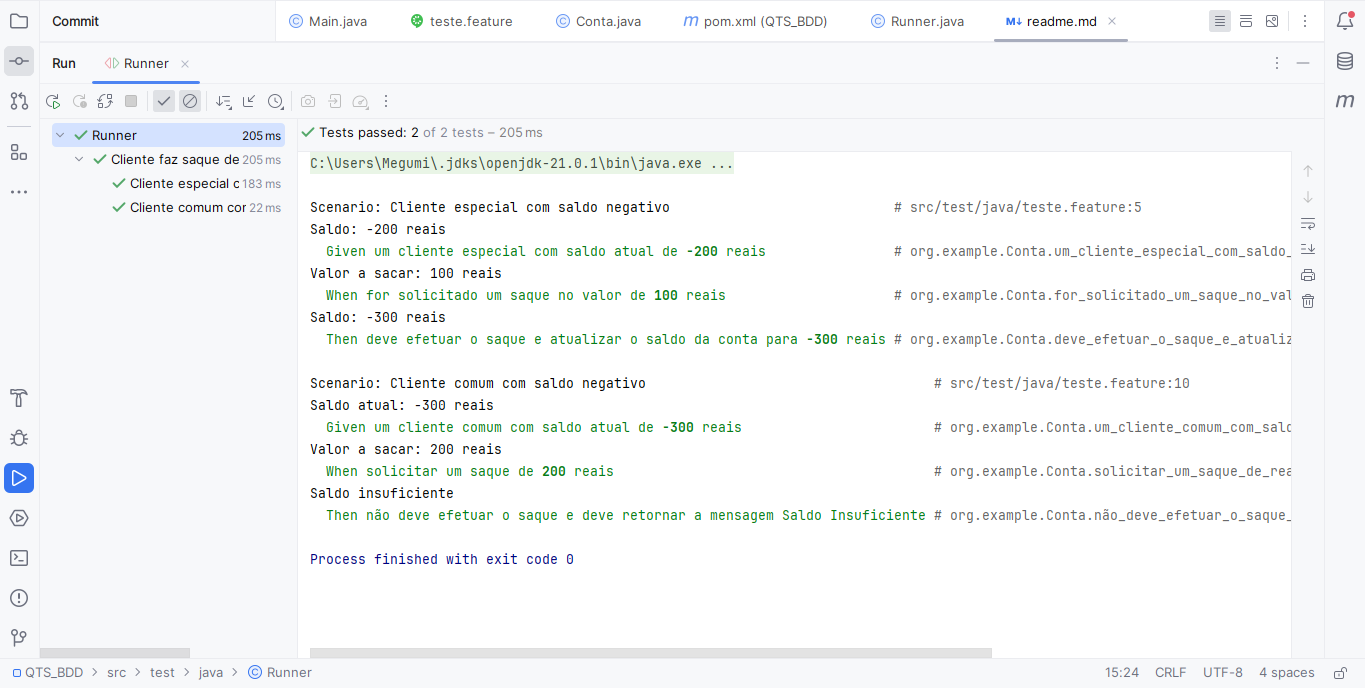 Commit
Main.java
teste.feature
Conta.java
m pom.xml (QTS_BDD)
Runner.java
M↓ readme.md
Run
Runner
m
Runner 205 ms
Cliente faz saque de 205 ms
Cliente especial c 183 ms
Cliente comum cor 22 ms
Tests passed: 2 of 2 tests – 205 ms
C:\Users\Megumi\.jdks\openjdk-21.0.1\bin\java.exe ...
Scenario: Cliente especial com saldo negativo # src/test/java/teste.feature:5
Saldo: -200 reais
Given um cliente especial com saldo atual de -200 reais # org.example.Conta.um_cliente_especial_com_saldo_
Valor a sacar: 100 reais
When for solicitado um saque no valor de 100 reais # org.example.Conta.for_solicitado_um_saque_no_val
Saldo: -300 reais
Then deve efetuar o saque e atualizar o saldo da conta para -300 reais # org.example.Conta.deve_efetuar_o_saque_e_atualiz
Scenario: Cliente comum com saldo negativo # src/test/java/teste.feature:10
Saldo atual: -300 reais
Given um cliente comum com saldo atual de -300 reais # org.example.Conta.um_cliente_comum_com_sald
Valor a sacar: 200 reais
When solicitar um saque de 200 reais # org.example.Conta.solicitar_um_saque_de_rea
Saldo insuficiente
Then não deve efetuar o saque e deve retornar a mensagem Saldo Insuficiente # org.example.Conta.não_deve_efetuar_o_saque_
Process finished with exit code 0
QTS_BDD > src > test > java > Runner
15:24 CRLF UTF-8 4 spaces